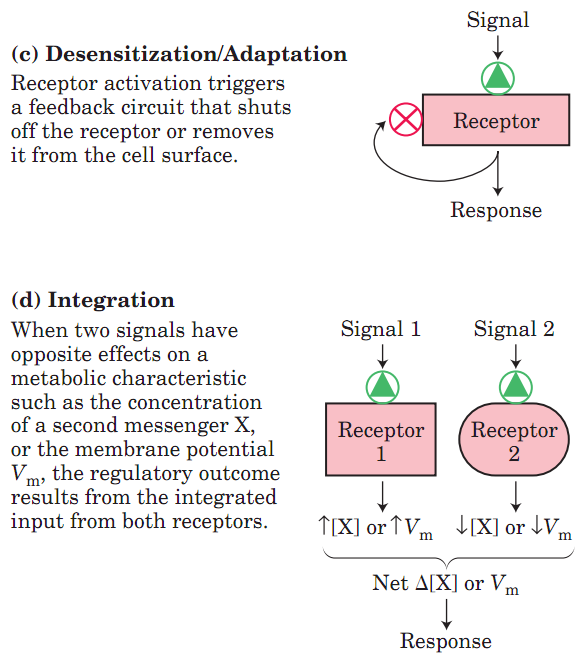 (c) Desensitization/Adaptation
Receptor activation triggers
a feedback circuit that shuts
off the receptor or removes
it from the cell surface.
Signal
Receptor
Response
(d) Integration
When two signals have
opposite effects on a
metabolic characteristic
such as the concentration
of a second messenger X,
or the membrane potential
Vm, the regulatory outcome
results from the integrated
input from both receptors.
Signal 1
Signal 2
Receptor
1
Receptor
2
↑[X] or ↑Vm
↓[X] or ↓Vm
Net Δ[X] or Vm
Response